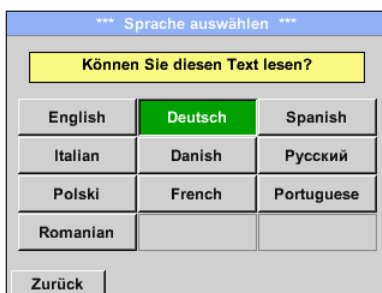 *** Sprache auswählen ***
Können Sie diesen Text lesen?
English Deutsch Spanish
Italian Danish Русский
Polski French Portuguese
Romanian
Zurück